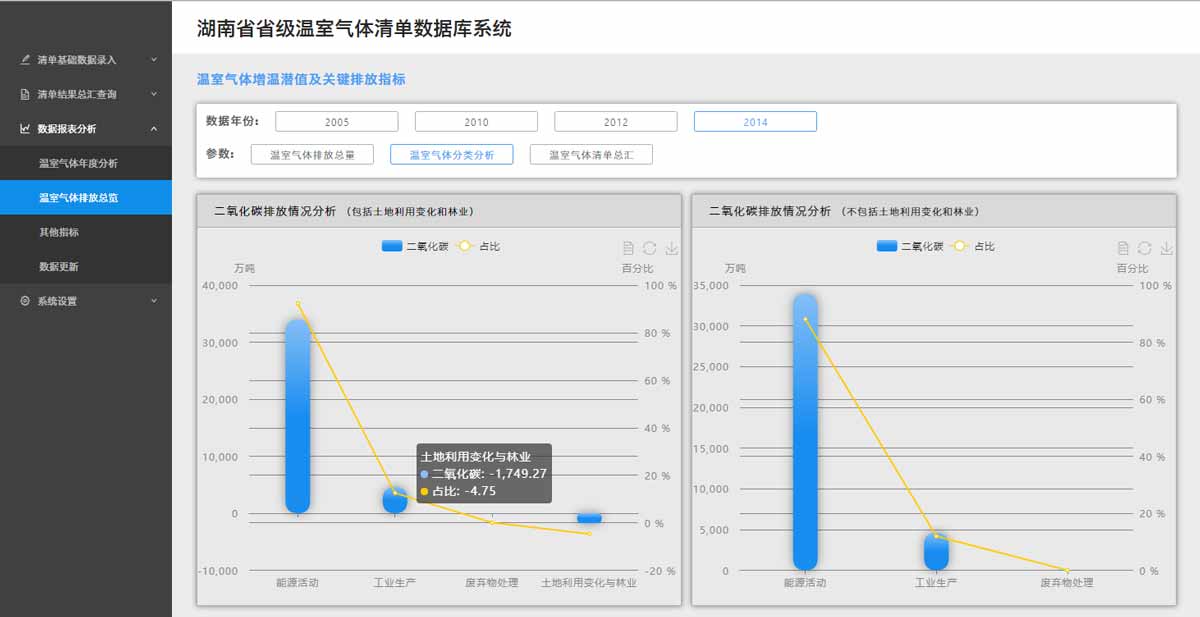 湖南省省级温室气体清单数据库系统
清单基础数据录入
清单结果总汇查询
数据报表分析
温室气体年度分析
温室气体排放总览
其他指标
数据更新
系统设置
温室气体增温潜值及关键排放指标
数据年份: 2005 2010 2012 2014
参数: 温室气体排放总量 温室气体分类分析 温室气体清单总汇
二氧化碳排放情况分析 (包括土地利用变化和林业)
二氧化碳 占比
万吨 百分比
40,000 100 %
80 %
30,000
60 %
20,000
40 %
10,000
20 %
0
0 %
-10,000 -20 %
土地利用变化与林业
二氧化碳: -1,749.27
占比: -4.75
能源活动 工业生产 废弃物处理 土地利用变化与林业
二氧化碳排放情况分析 (不包括土地利用变化和林业)
二氧化碳 占比
万吨 百分比
35,000 100 %
30,000
80 %
25,000
60 %
20,000
15,000
40 %
10,000
20 %
5,000
0 0 %
能源活动 工业生产 废弃物处理